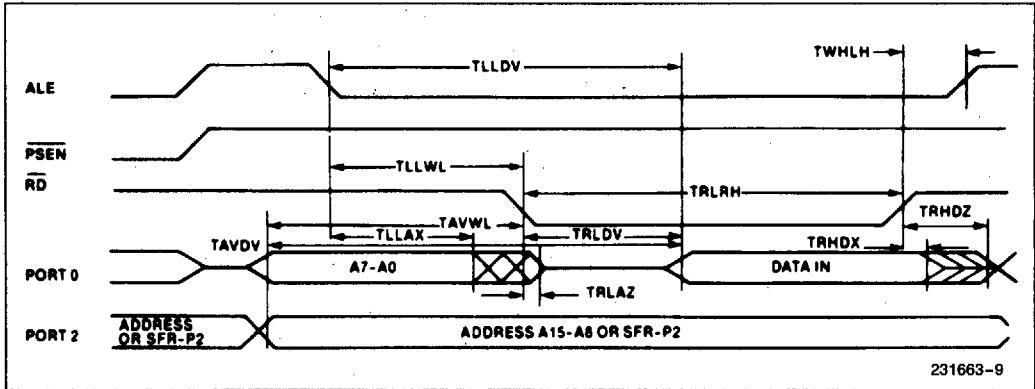 TWHLH
TLLDV
ALE
PSEN
TLLWL
RD
TRLRH
TAVWL
TRHDZ
TAVDV
TLLAX
TRLDV
TRHDX
PORT 0
A7-A0
DATA IN
TRLAZ
PORT 2
ADDRESS
OR SFR-P2
ADDRESS A15-A8 OR SFR-P2
231663-9